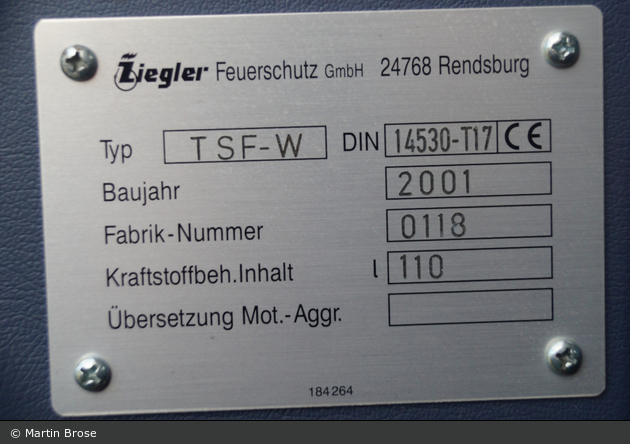 Ziegler Feuerschutz GmbH 24768 Rendsburg
Typ TSF-W DIN 14530-T17 CE
Baujahr 2001
Fabrik-Nummer 0118
Kraftstoffbeh.Inhalt l 110
Übersetzung Mot.-Aggr.
184264
© Martin Brose